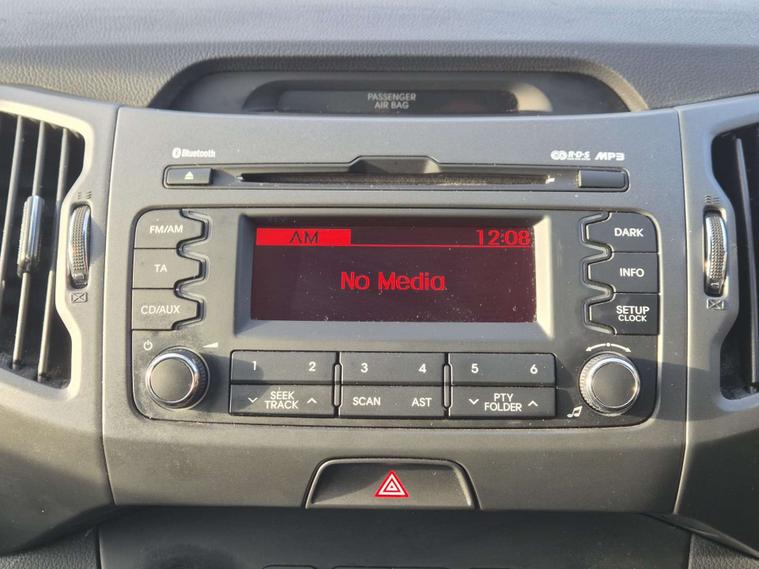 PASSENGER
AIR BAG
Bluetooth
R·D·S MP3
FM/AM
AM 12:08
DARK
TA
No Media
INFO
CD/AUX
SETUP
CLOCK
1 2 3 4 5 6
SEEK
TRACK
SCAN AST
PTY
FOLDER